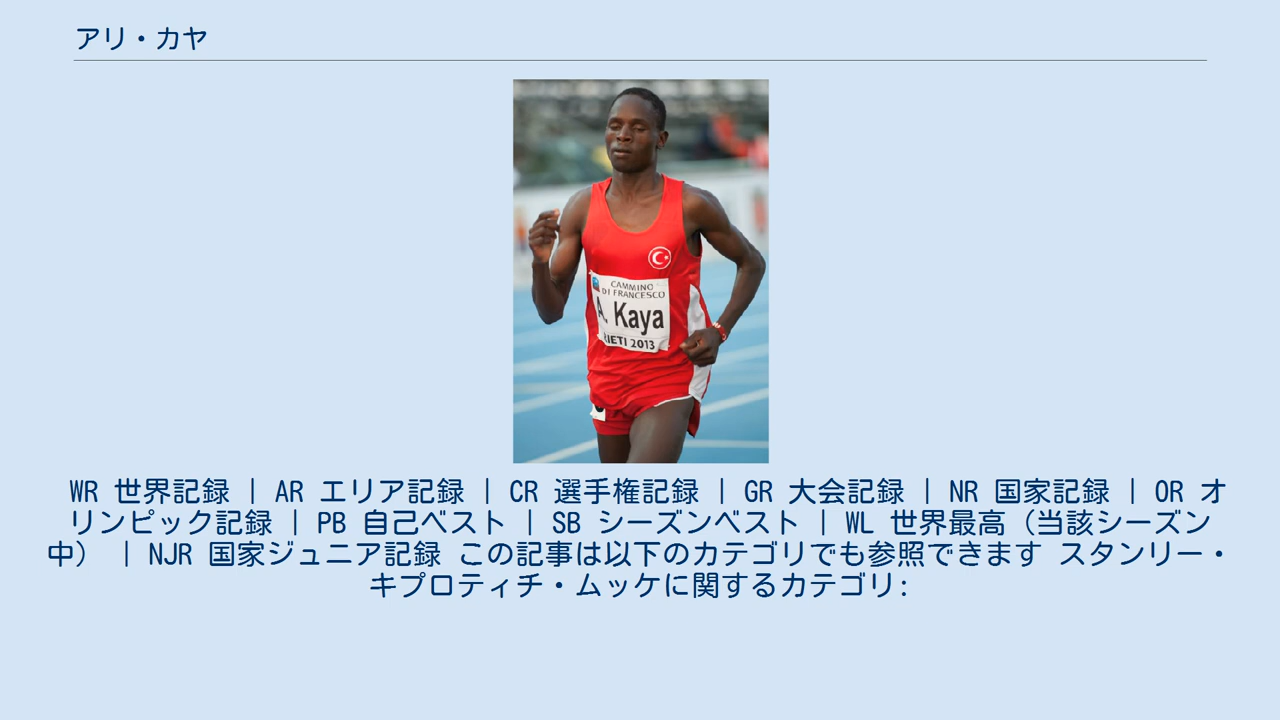 アリ・カヤ
CAMMINO
DI FRANCESCO
A. Kaya
RIETI 2013
WR 世界記録 | AR エリア記録 | CR 選手権記録 | GR 大会記録 | NR 国家記録 | OR オ
リンピック記録 | PB 自己ベスト | SB シーズンベスト | WL 世界最高（当該シーズン
中） | NJR 国家ジュニア記録 この記事は以下のカテゴリでも参照できます スタンリー・
キプロティチ・ムッケに関するカテゴリ: